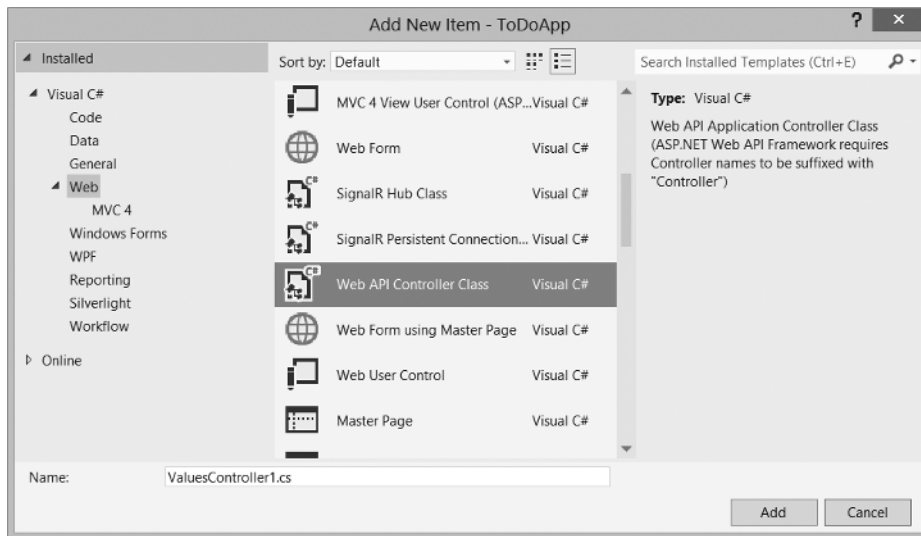 Add New Item - ToDoApp
?
Installed
Visual C#
Code
Data
General
Web
MVC 4
Windows Forms
WPF
Reporting
Silverlight
Workflow
Online
Sort by: Default
MVC 4 View User Control (ASP... Visual C#
Web Form Visual C#
SignalR Hub Class Visual C#
SignalR Persistent Connection... Visual C#
Web API Controller Class Visual C#
Web Form using Master Page Visual C#
Web User Control Visual C#
Master Page Visual C#
Search Installed Templates (Ctrl+E)
Type: Visual C#
Web API Application Controller Class
(ASP.NET Web API Framework requires
Controller names to be suffixed with
"Controller")
Name: ValuesController1.cs
Add Cancel